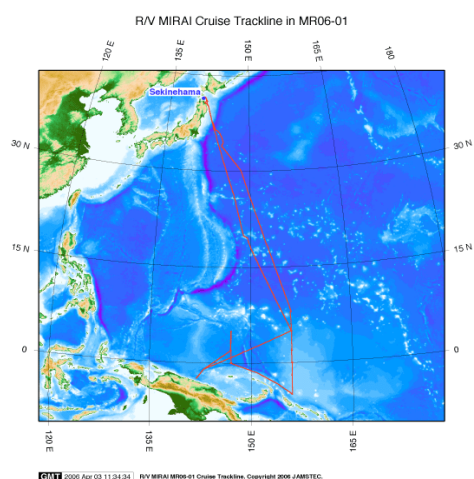 R/V MIRAI Cruise Trackline in MR06-01
120 E
135 E
150 E
165 E
180
Sekinehama
30 N
30 N
15 N
15 N
0
0
120 E
135 E
150 E
165 E
GMT 2006 Apr 03 11:34:34 R/V MIRAI MR06-01 Cruise Trackline. Copyright 2006 JAMSTEC.